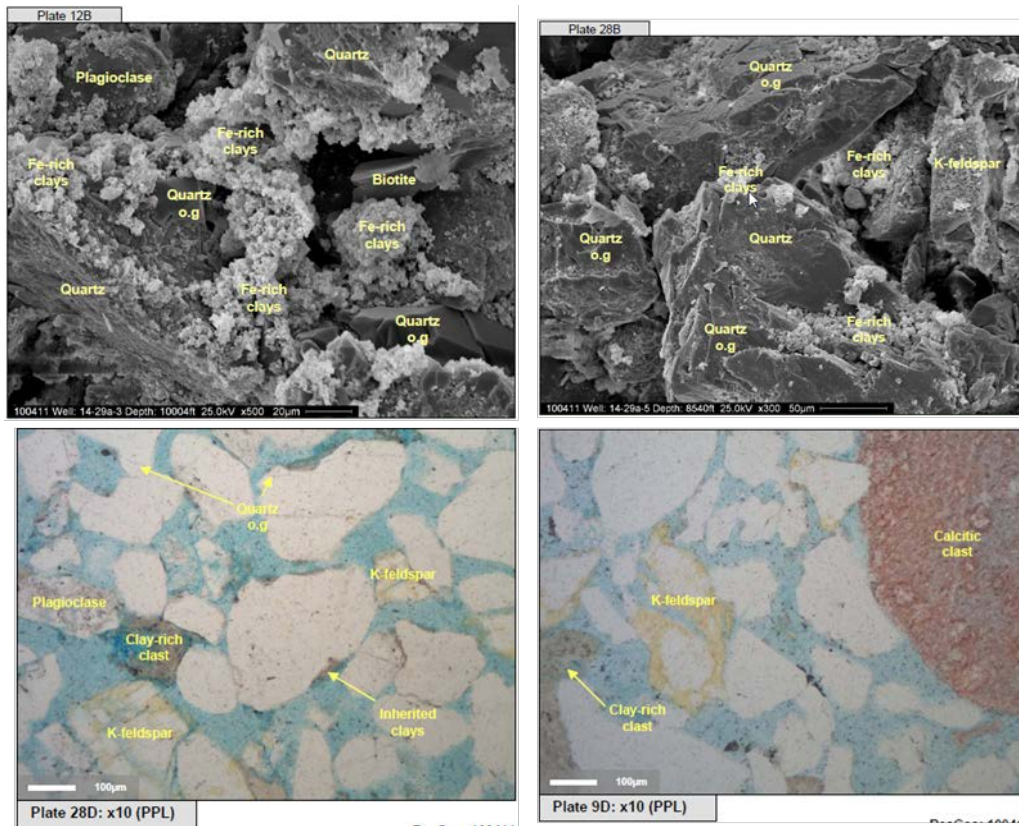 Plate 12B
Plagioclase
Quartz
Fe-rich
clays
Fe-rich
clays
Biotite
Quartz
o.g
Fe-rich
clays
Quartz
Fe-rich
clays
Quartz
o.g
100411 Well: 14-29a-3 Depth: 10004ft 25.0kV x500 20µm
Plate 28B
Quartz
o.g
Fe-rich
clays
K-feldspar
Fe-rich
clays
Quartz
o.g
Quartz
Fe-rich
clays
Quartz
o.g
100411 Well: 14-29a-5 Depth: 8540ft 25.0kV x300 50µm
Quartz
o.g
K-feldspar
Plagioclase
Clay-rich
clast
Inherited
clays
K-feldspar
100µm
Plate 28D: x10 (PPL)
Calcitic
clast
K-feldspar
Clay-rich
clast
100µm
Plate 9D: x10 (PPL)